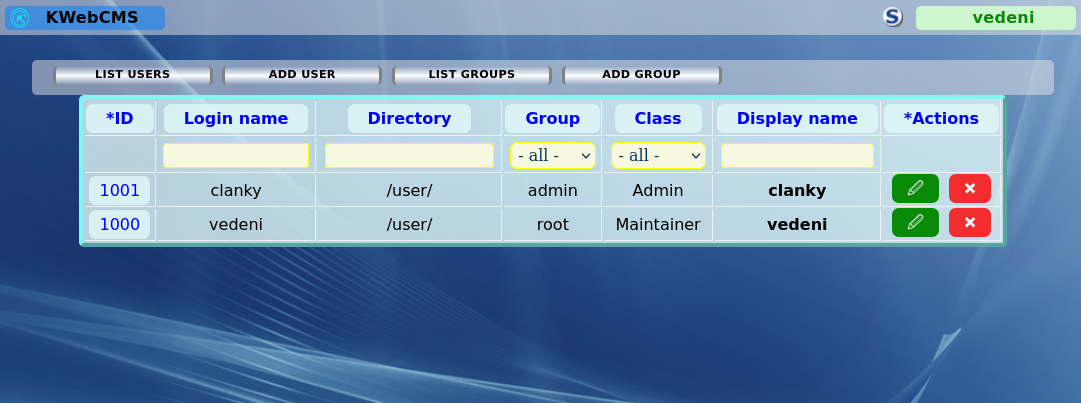 KWebCMS S vedeni
LIST USERS ADD USER LIST GROUPS ADD GROUP
*ID Login name Directory Group Class Display name *Actions
- all - - all -
1001 clanky /user/ admin Admin clanky
1000 vedeni /user/ root Maintainer vedeni